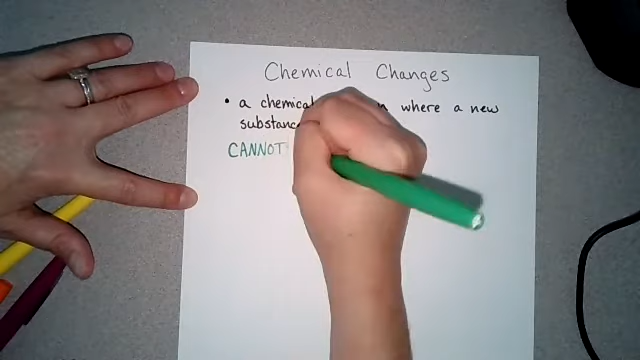 Chemical Changes
• a chemical where a new
substance
CANNOT